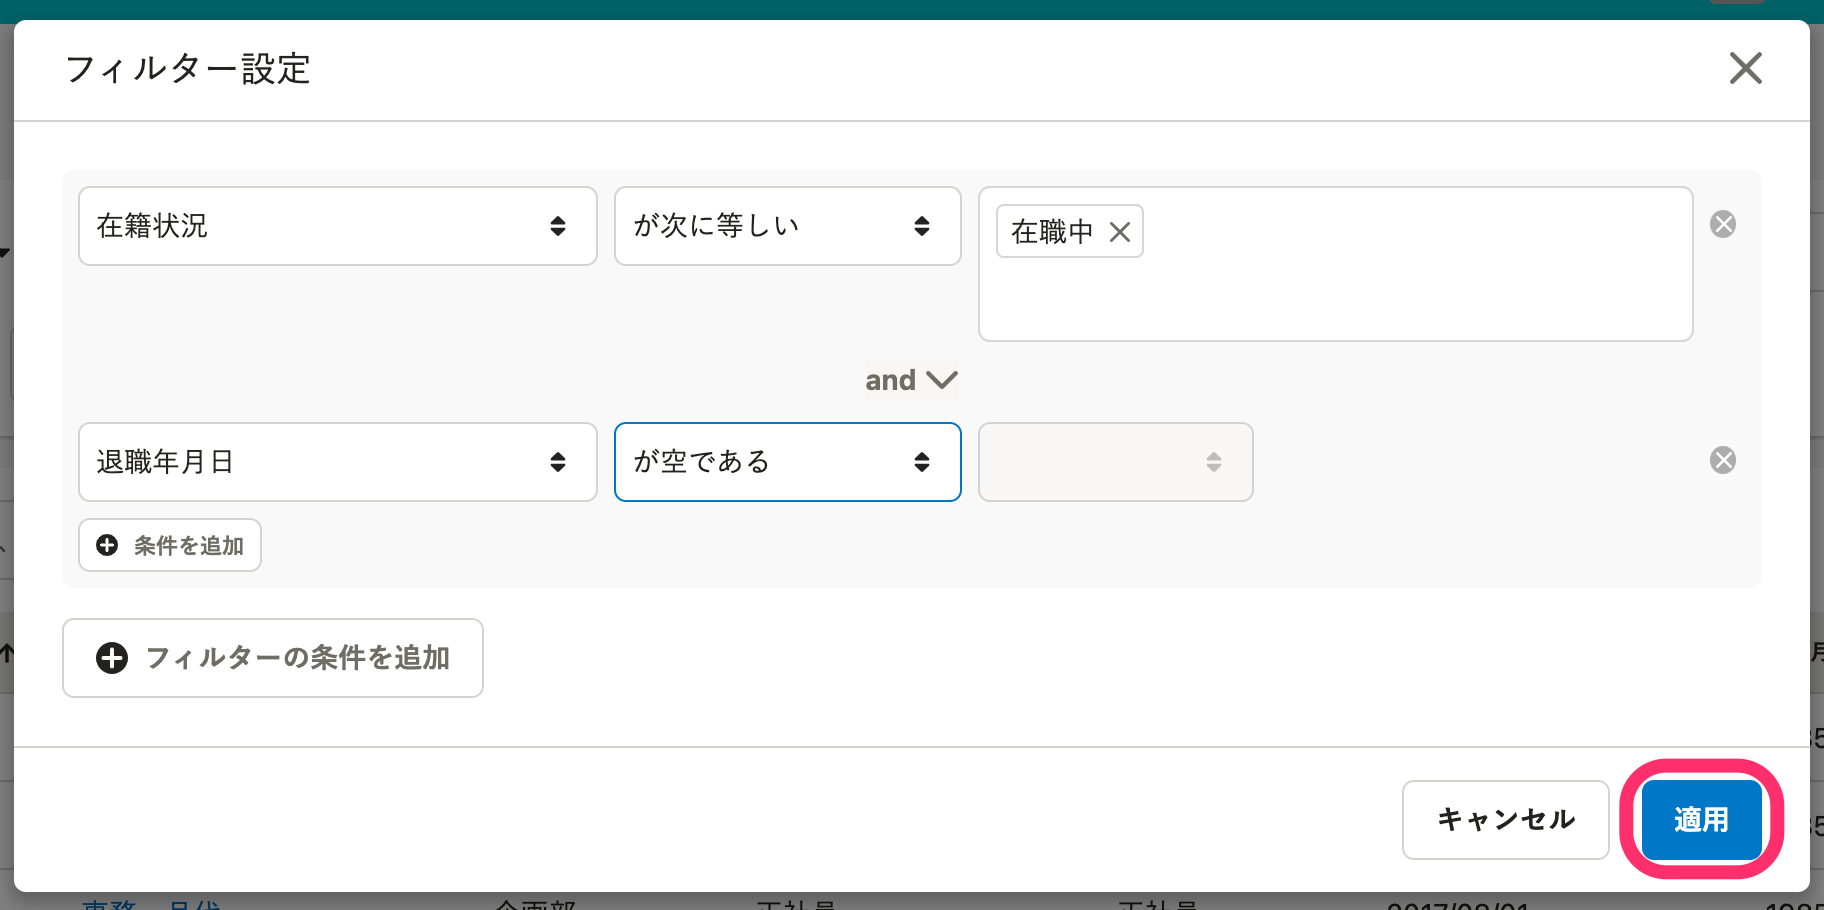 フィルター設定
在籍状況 が次に等しい 在職中
and
退職年月日 が空である
条件を追加
フィルターの条件を追加
キャンセル 適用